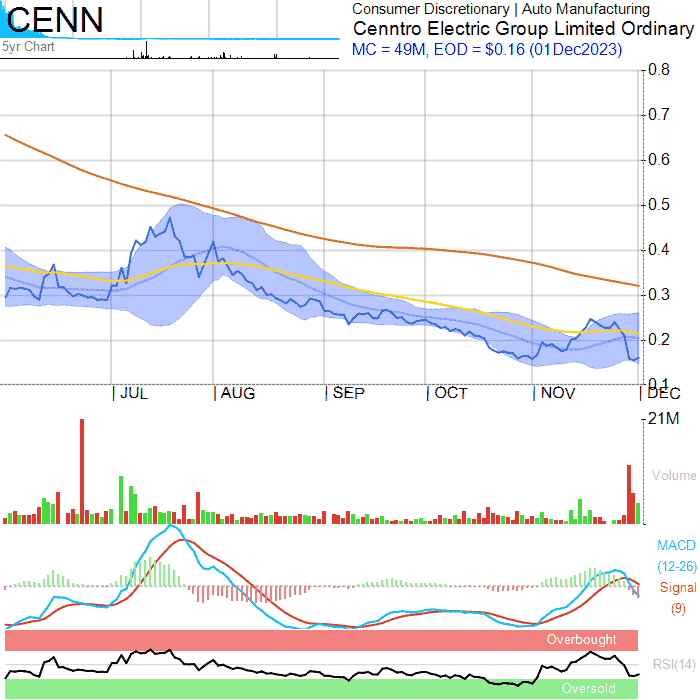 CENN
5yr Chart
Consumer Discretionary | Auto Manufacturing
Cenntro Electric Group Limited Ordinary
MC = 49M, EOD = $0.16 (01Dec2023)
0.8
0.7
0.6
0.5
0.4
0.3
0.2
0.1
JUL
AUG
SEP
OCT
NOV
DEC
21M
Volume
MACD
(12-26)
Signal
(9)
Overbought
RSI(14)
Oversold